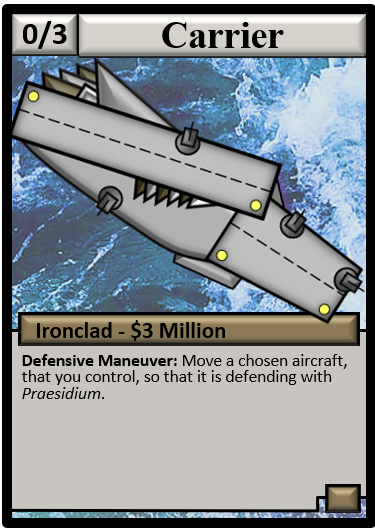 0/3 Carrier
Ironclad - $3 Million
Defensive Maneuver: Move a chosen aircraft,
that you control, so that it is defending with
Praesidium.